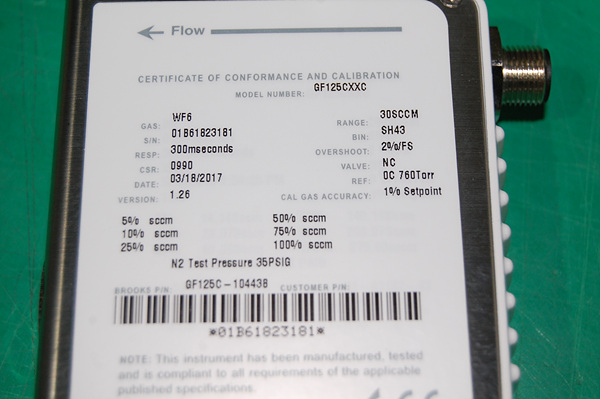 Flow
CERTIFICATE OF CONFORMANCE AND CALIBRATION
MODEL NUMBER: GF125CXXC
GAS: WF6 RANGE: 30SCCM
S/N: 01B61823181 BIN: SH43
RESP: 300mseconds OVERSHOOT: 2%/FS
CSR: 0990 VALVE: NC
DATE: 03/18/2017 REF: 0C 760Torr
VERSION: 1.26 CAL GAS ACCURACY: 1% Setpoint
5% sccm 50% sccm
10% sccm 75% sccm
25% sccm 100% sccm
N2 Test Pressure 35PSIG
BROOKS P/N: GF125C-104438 CUSTOMER P/N:
*01B61823181*
NOTE: This instrument has been manufactured, tested
and is compliant to all requirements of the applicable
published specifications.